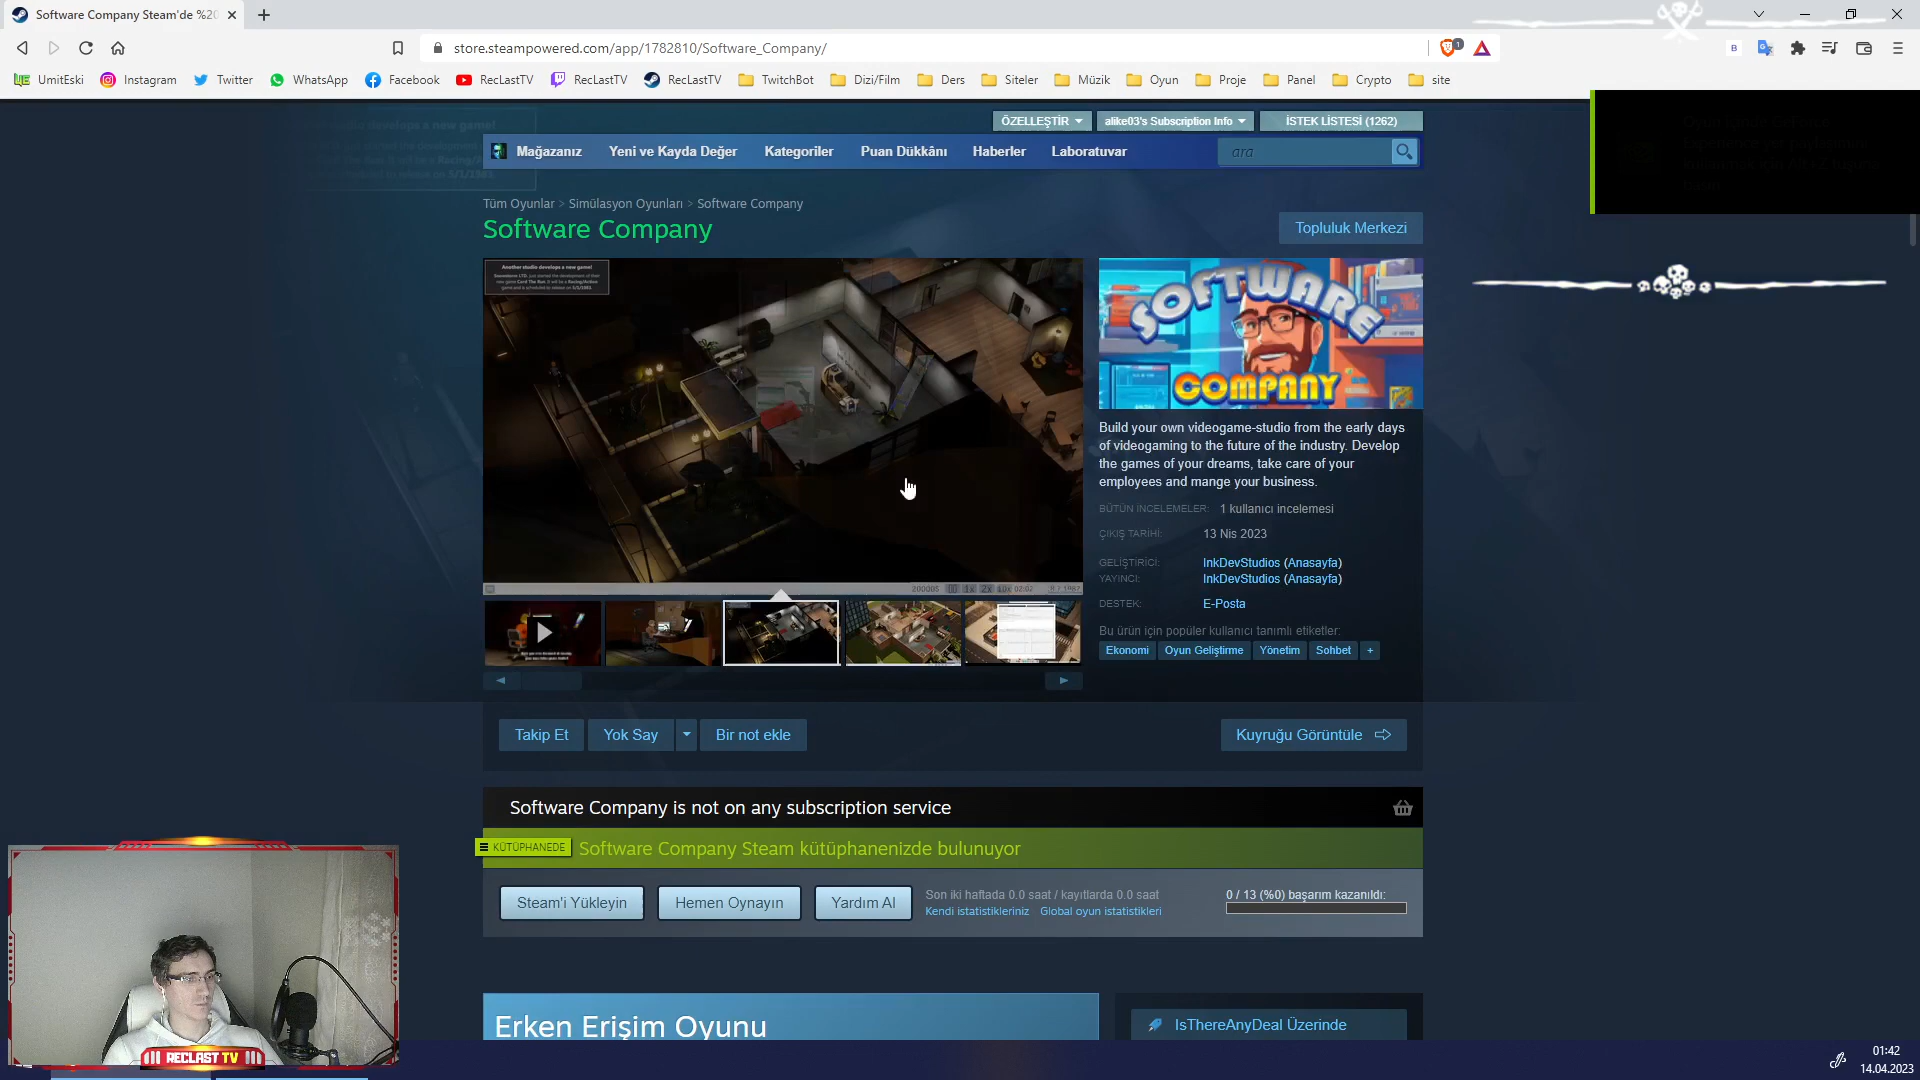 Software Company Steam'de %20
store.steampowered.com/app/1782810/Software_Company/
1
B
UmitEski
Instagram
Twitter
WhatsApp
Facebook
RecLastTV
RecLastTV
RecLastTV
TwitchBot
Dizi/Film
Ders
Siteler
Müzik
Oyun
Proje
Panel
Crypto
site
ÖZELLEŞTİR
alike03's Subscription Info
İSTEK LİSTESİ (1262)
Mağazanız
Yeni ve Kayda Değer
Kategoriler
Puan Dükkânı
Haberler
Laboratuvar
ara
Tüm Oyunlar > Simülasyon Oyunları > Software Company
Software Company
Topluluk Merkezi
Another studio develops a new game!
SOFTWARE
COMPANY
Build your own videogame-studio from the early days
of videogaming to the future of the industry. Develop
the games of your dreams, take care of your
employees and mange your business.
BÜTÜN İNCELEMELER: 1 kullanıcı incelemesi
ÇIKIŞ TARİHİ: 13 Nis 2023
GELİŞTİRİCİ: InkDevStudios (Anasayfa)
YAYINCI: InkDevStudios (Anasayfa)
DESTEK: E-Posta
Bu ürün için popüler kullanıcı tanımlı etiketler:
Ekonomi
Oyun Geliştirme
Yönetim
Sohbet
+
Takip Et
Yok Say
Bir not ekle
Kuyruğu Görüntüle
Software Company is not on any subscription service
KÜTÜPHANEDE
Software Company Steam kütüphanenizde bulunuyor
Steam'i Yükleyin
Hemen Oynayın
Yardım Al
Son iki haftada 0.0 saat / kayıtlarda 0.0 saat
Kendi istatistikleriniz
Global oyun istatistikleri
0 / 13 (%0) başarım kazanıldı:
Erken Erişim Oyunu
IsThereAnyDeal Üzerinde
RECLAST TV
01:42
14.04.2023